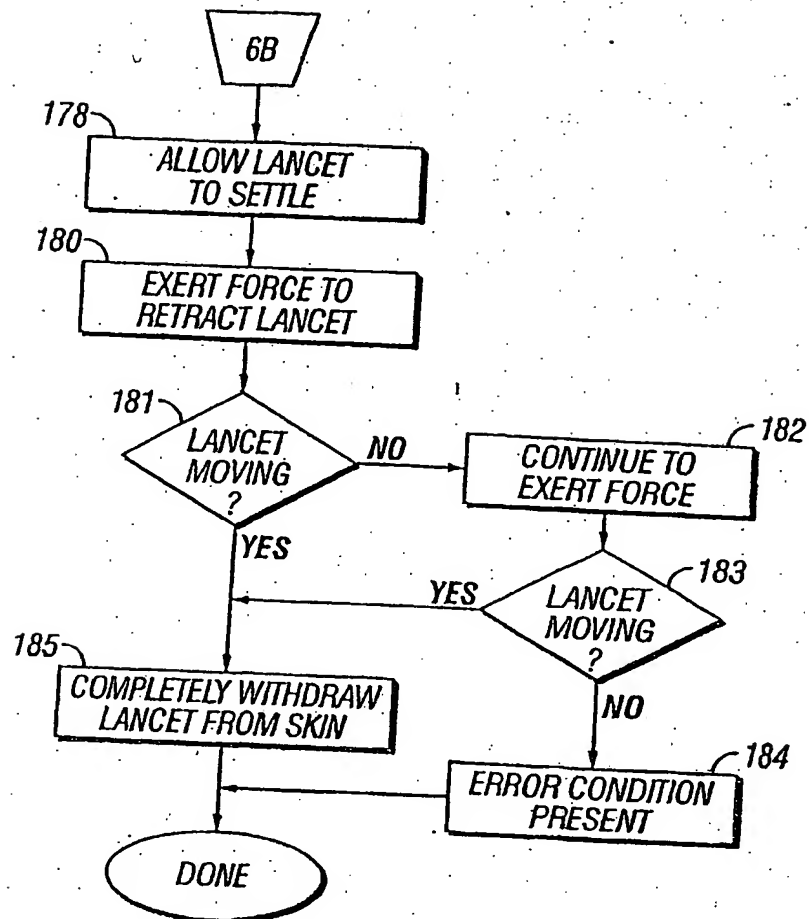 6B
178
ALLOW LANCET
TO SETTLE
180
EXERT FORCE TO
RETRACT LANCET
181
LANCET
MOVING
?
NO
182
CONTINUE TO
EXERT FORCE
YES
YES
183
LANCET
MOVING
?
185
COMPLETELY WITHDRAW
LANCET FROM SKIN
NO
184
ERROR CONDITION
PRESENT
DONE